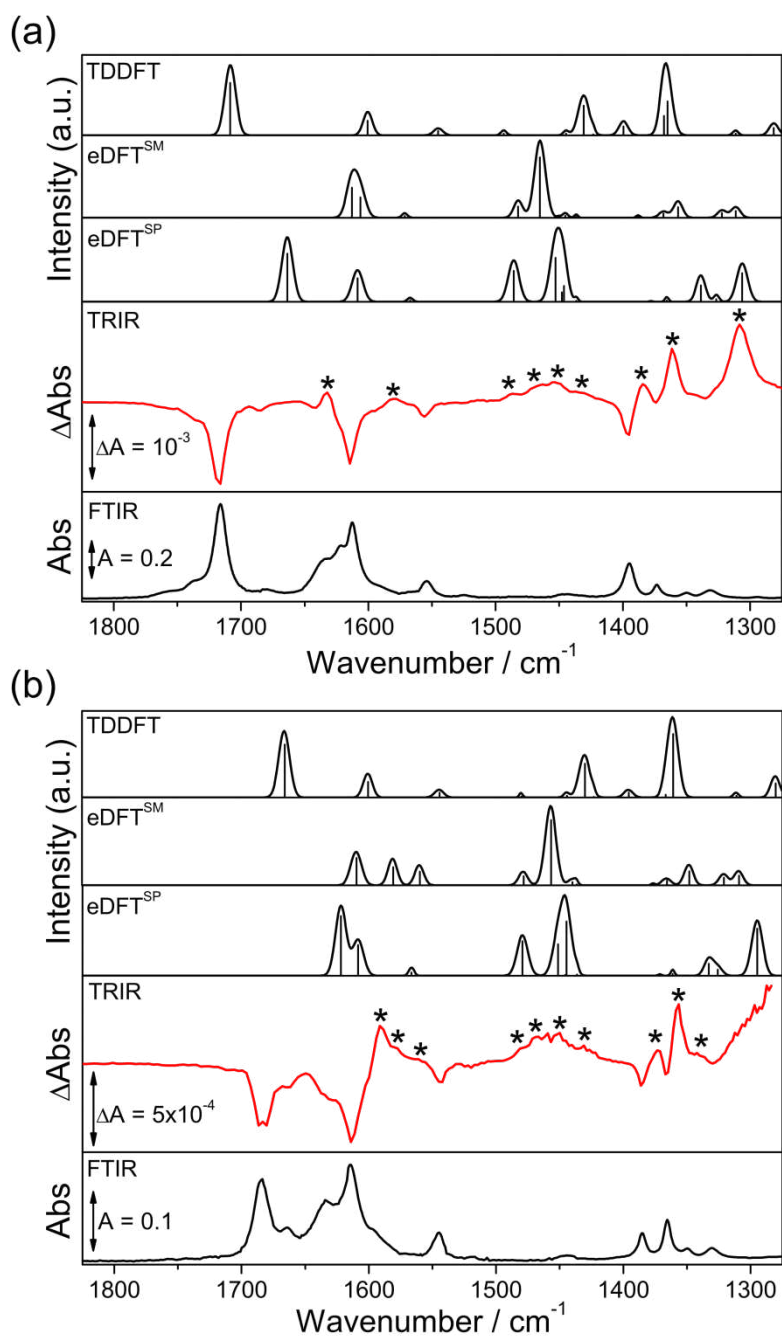 (a)
TDDFT
eDFT^SM
eDFT^SP
Intensity (a.u.)
TRIR
* * * * * * * * *
ΔAbs
ΔA = 10^-3
FTIR
Abs
A = 0.2
1800 1700 1600 1500 1400 1300
Wavenumber / cm^-1
(b)
TDDFT
eDFT^SM
eDFT^SP
Intensity (a.u.)
TRIR
* * * * * * * * * *
ΔAbs
ΔA = 5x10^-4
FTIR
Abs
A = 0.1
1800 1700 1600 1500 1400 1300
Wavenumber / cm^-1